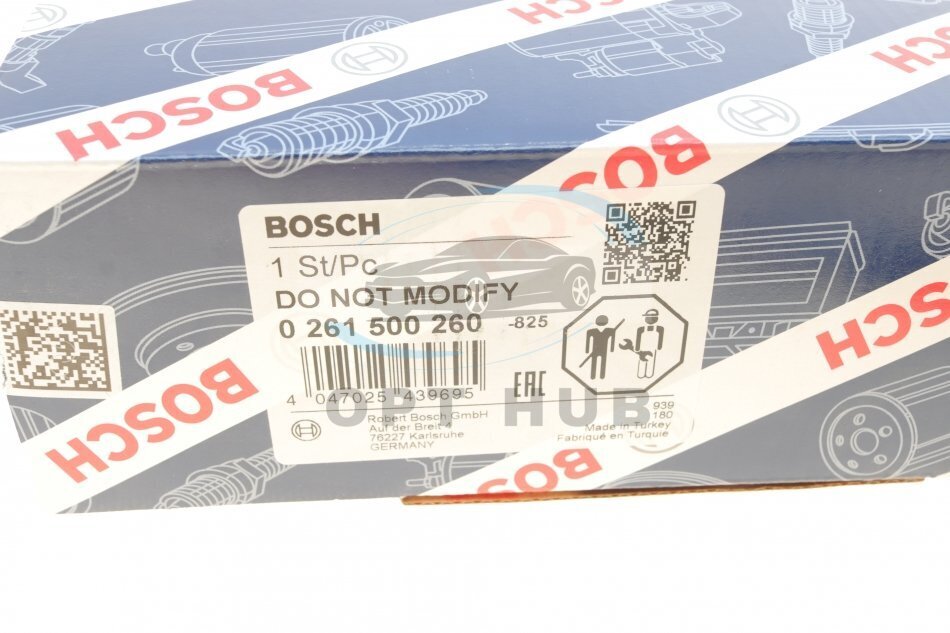 BOSCH
BOSCH
BOSCH
BOSCH
BOSCH
1 St/Pc
DO NOT MODIFY
0 261 500 260 -825
4 047025 439695
EAC
OPT HUB
Robert Bosch GmbH
Auf der Breit 4
76227 Karlsruhe
GERMANY
939
180
Made in Turkey
Fabriqué en Turquie
BOSCH
BOSCH